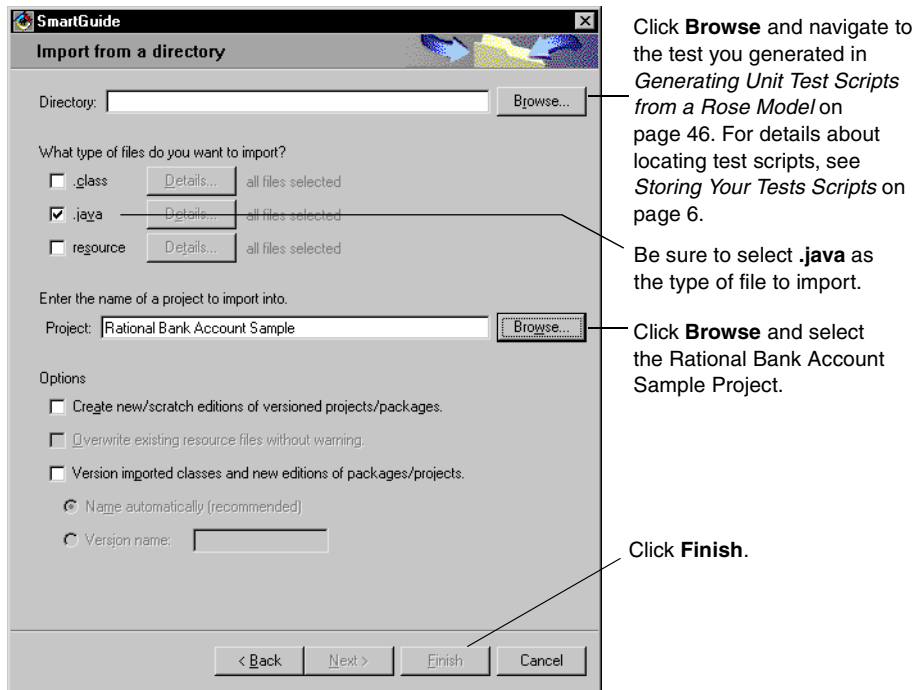 SmartGuide
Import from a directory
Directory:
Browse...
What type of files do you want to import?
.class
Details...
all files selected
.java
Details...
all files selected
resource
Details...
all files selected
Enter the name of a project to import into.
Project: Rational Bank Account Sample
Browse...
Options
Create new/scratch editions of versioned projects/packages.
Overwrite existing resource files without warning.
Version imported classes and new editions of packages/projects.
Name automatically (recommended)
Version name:
< Back
Next >
Finish
Cancel
Click Browse and navigate to
the test you generated in
Generating Unit Test Scripts
from a Rose Model on
page 46. For details about
locating test scripts, see
Storing Your Tests Scripts on
page 6.
Be sure to select .java as
the type of file to import.
Click Browse and select
the Rational Bank Account
Sample Project.
Click Finish.